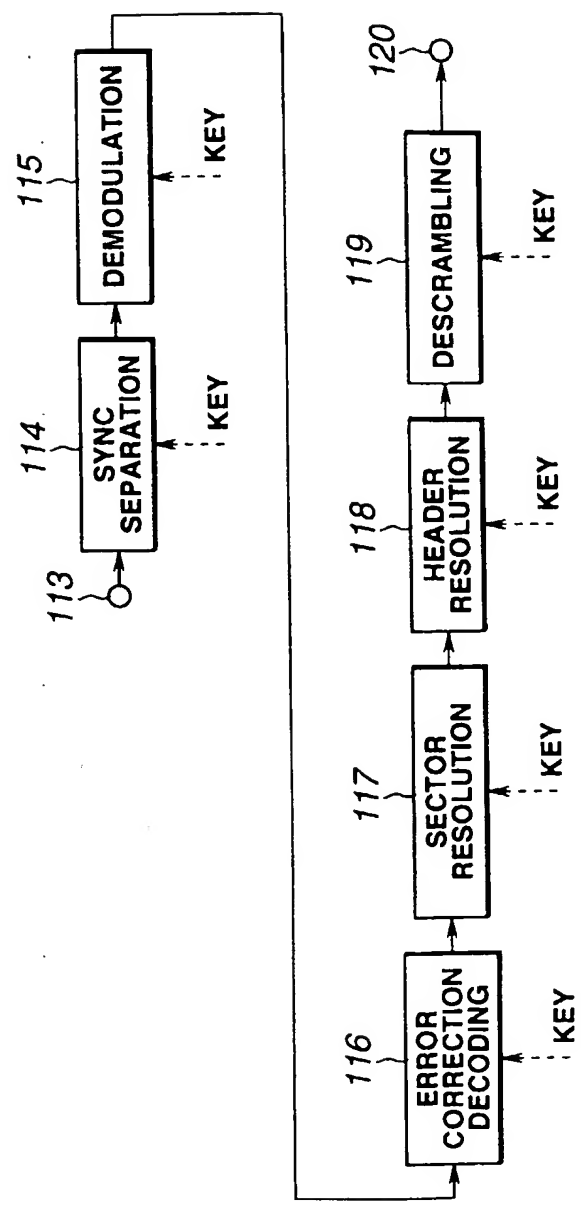 113
114
SYNC
SEPARATION
KEY
115
DEMODULATION
KEY
116
ERROR
CORRECTION
DECODING
KEY
117
SECTOR
RESOLUTION
KEY
118
HEADER
RESOLUTION
KEY
119
DESCRAMBLING
KEY
120